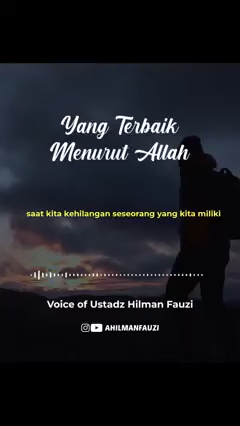 Yang Terbaik
Menurut Allah
saat kita kehilangan seseorang yang kita miliki
Voice of Ustadz Hilman Fauzi
AHILMANFAUZI